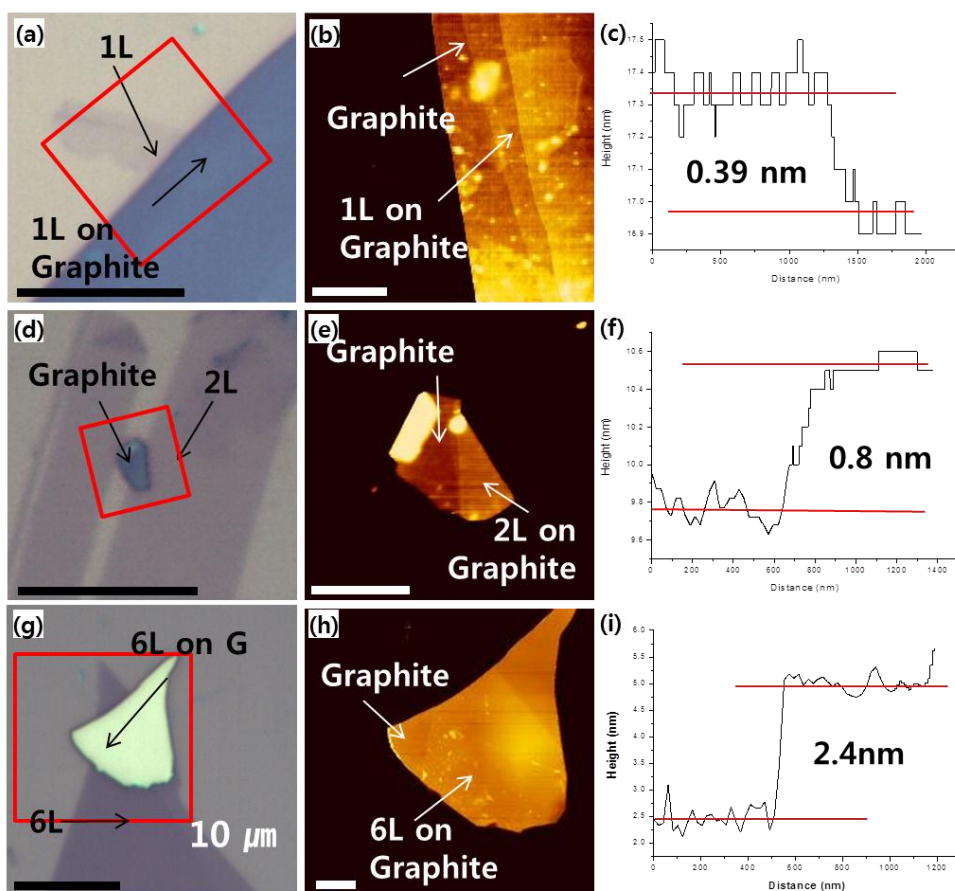 (a)
1L
1L on
Graphite
(b)
Graphite
1L on
Graphite
(c)
Height (nm)
17.5
17.4
17.3
17.2
17.1
17.0
16.9
0.39 nm
0
500
1000
1500
2000
Distance (nm)
(d)
Graphite
2L
(e)
Graphite
2L on
Graphite
(f)
Height (nm)
10.6
10.4
10.2
10.0
9.8
9.6
0.8 nm
0
200
400
600
800
1000
1200
1400
Distance (nm)
(g)
6L on G
6L
10 μm
(h)
Graphite
6L on
Graphite
(i)
Height (nm)
6.0
5.5
5.0
4.5
4.0
3.5
3.0
2.5
2.0
2.4nm
0
200
400
600
800
1000
1200
Distance (nm)